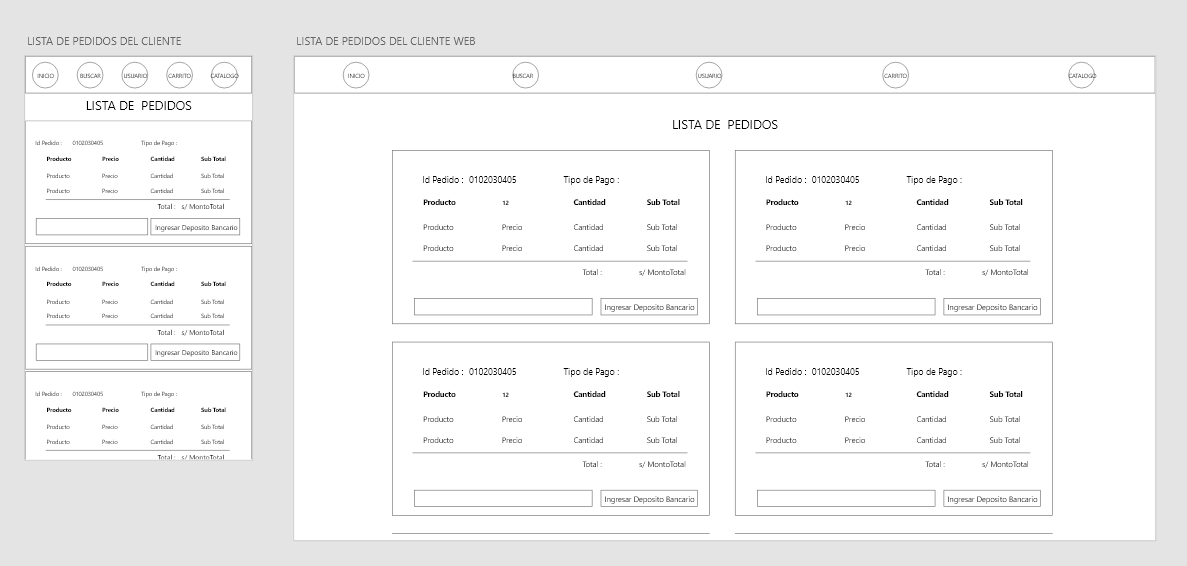 LISTA DE PEDIDOS DEL CLIENTE
INICIO BUSCAR USUARIO CARRITO CATALOGO
LISTA DE PEDIDOS
Id Pedido : 0102030405 Tipo de Pago :
Producto Precio Cantidad Sub Total
Producto Precio Cantidad Sub Total
Producto Precio Cantidad Sub Total
Total : s/ MontoTotal
Ingresar Deposito Bancario
Id Pedido : 0102030405 Tipo de Pago :
Producto Precio Cantidad Sub Total
Producto Precio Cantidad Sub Total
Producto Precio Cantidad Sub Total
Total : s/ MontoTotal
Ingresar Deposito Bancario
Id Pedido : 0102030405 Tipo de Pago :
Producto Precio Cantidad Sub Total
Producto Precio Cantidad Sub Total
Producto Precio Cantidad Sub Total
Total : s/ MontoTotal
LISTA DE PEDIDOS DEL CLIENTE WEB
INICIO BUSCAR USUARIO CARRITO CATALOGO
LISTA DE PEDIDOS
Id Pedido : 0102030405 Tipo de Pago :
Producto 12 Cantidad Sub Total
Producto Precio Cantidad Sub Total
Producto Precio Cantidad Sub Total
Total : s/ MontoTotal
Ingresar Deposito Bancario
Id Pedido : 0102030405 Tipo de Pago :
Producto 12 Cantidad Sub Total
Producto Precio Cantidad Sub Total
Producto Precio Cantidad Sub Total
Total : s/ MontoTotal
Ingresar Deposito Bancario
Id Pedido : 0102030405 Tipo de Pago :
Producto 12 Cantidad Sub Total
Producto Precio Cantidad Sub Total
Producto Precio Cantidad Sub Total
Total : s/ MontoTotal
Ingresar Deposito Bancario
Id Pedido : 0102030405 Tipo de Pago :
Producto 12 Cantidad Sub Total
Producto Precio Cantidad Sub Total
Producto Precio Cantidad Sub Total
Total : s/ MontoTotal
Ingresar Deposito Bancario